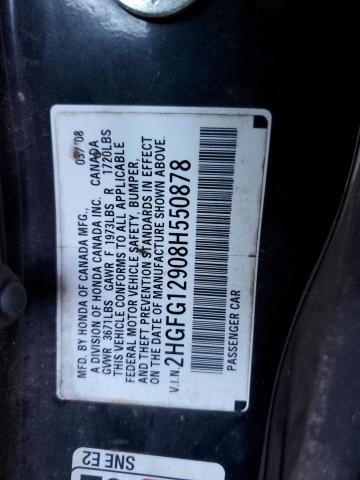 MFD. BY HONDA OF CANADA MFG., 03/08
A DIVISION OF HONDA CANADA INC. CANADA
GVWR 3671LBS GAWR F 1973LBS R 1720LBS
THIS VEHICLE CONFORMS TO ALL APPLICABLE
FEDERAL MOTOR VEHICLE SAFETY, BUMPER,
AND THEFT PREVENTION STANDARDS IN EFFECT
ON THE DATE OF MANUFACTURE SHOWN ABOVE.
V.I.N. 2HGFG12908H550878
PASSENGER CAR
SNE E2